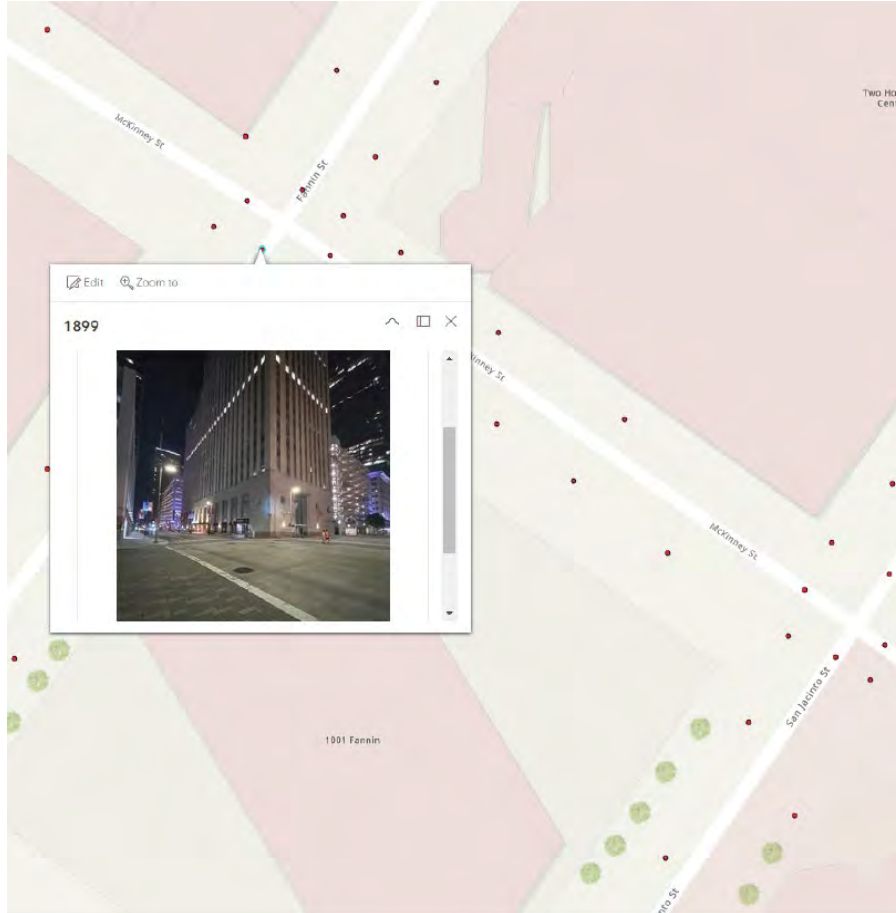 Two Ho
Cen
McKinney St
Fannin St
Edit
Zoom to
1899
Kinney St
McKinney St
San Jacinto St
1001 Fannin
nto St